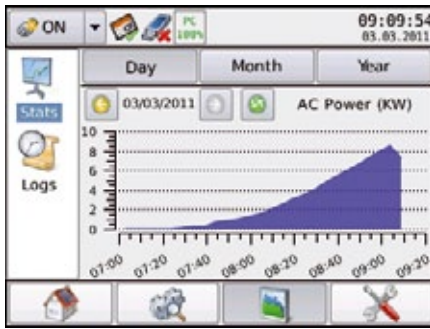 ON
PC
100%
09:09:54
03.03.2011
Day Month Year
Stats
Logs
03/03/2011
AC Power (KW)
10
8
6
4
2
0
07:00 07:20 07:40 08:00 08:20 08:40 09:00 09:20